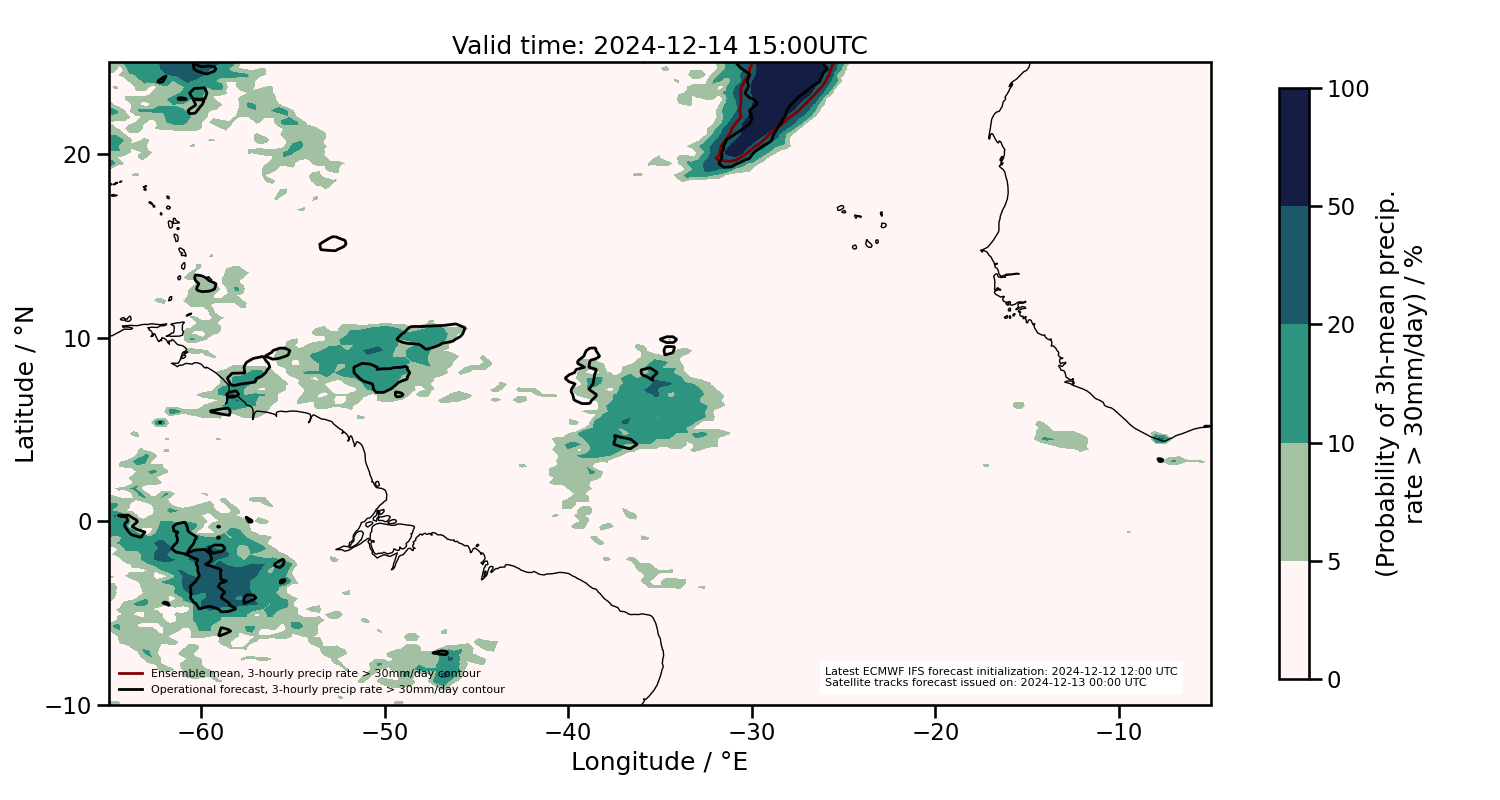 Valid time: 2024-12-14 15:00UTC
Latitude / °N
20
10
0
−10
−60
−50
−40
−30
−20
−10
Longitude / °E
Ensemble mean, 3-hourly precip rate > 30mm/day contour
Operational forecast, 3-hourly precip rate > 30mm/day contour
Latest ECMWF IFS forecast initialization: 2024-12-12 12:00 UTC
Satellite tracks forecast issued on: 2024-12-13 00:00 UTC
100
50
20
10
5
0
(Probability of 3h-mean precip.
rate > 30mm/day) / %